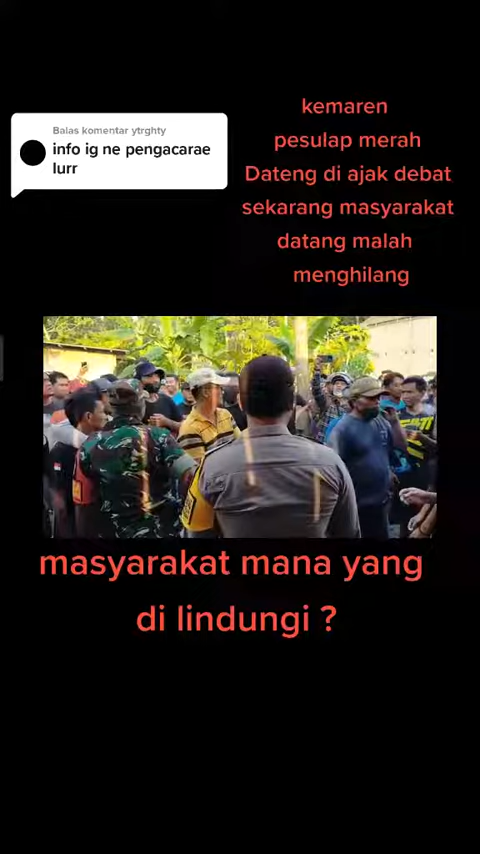 Balas komentar ytrghty
info ig ne pengacarae
lurr
kemaren
pesulap merah
Dateng di ajak debat
sekarang masyarakat
datang malah
menghilang
masyarakat mana yang
di lindungi ?